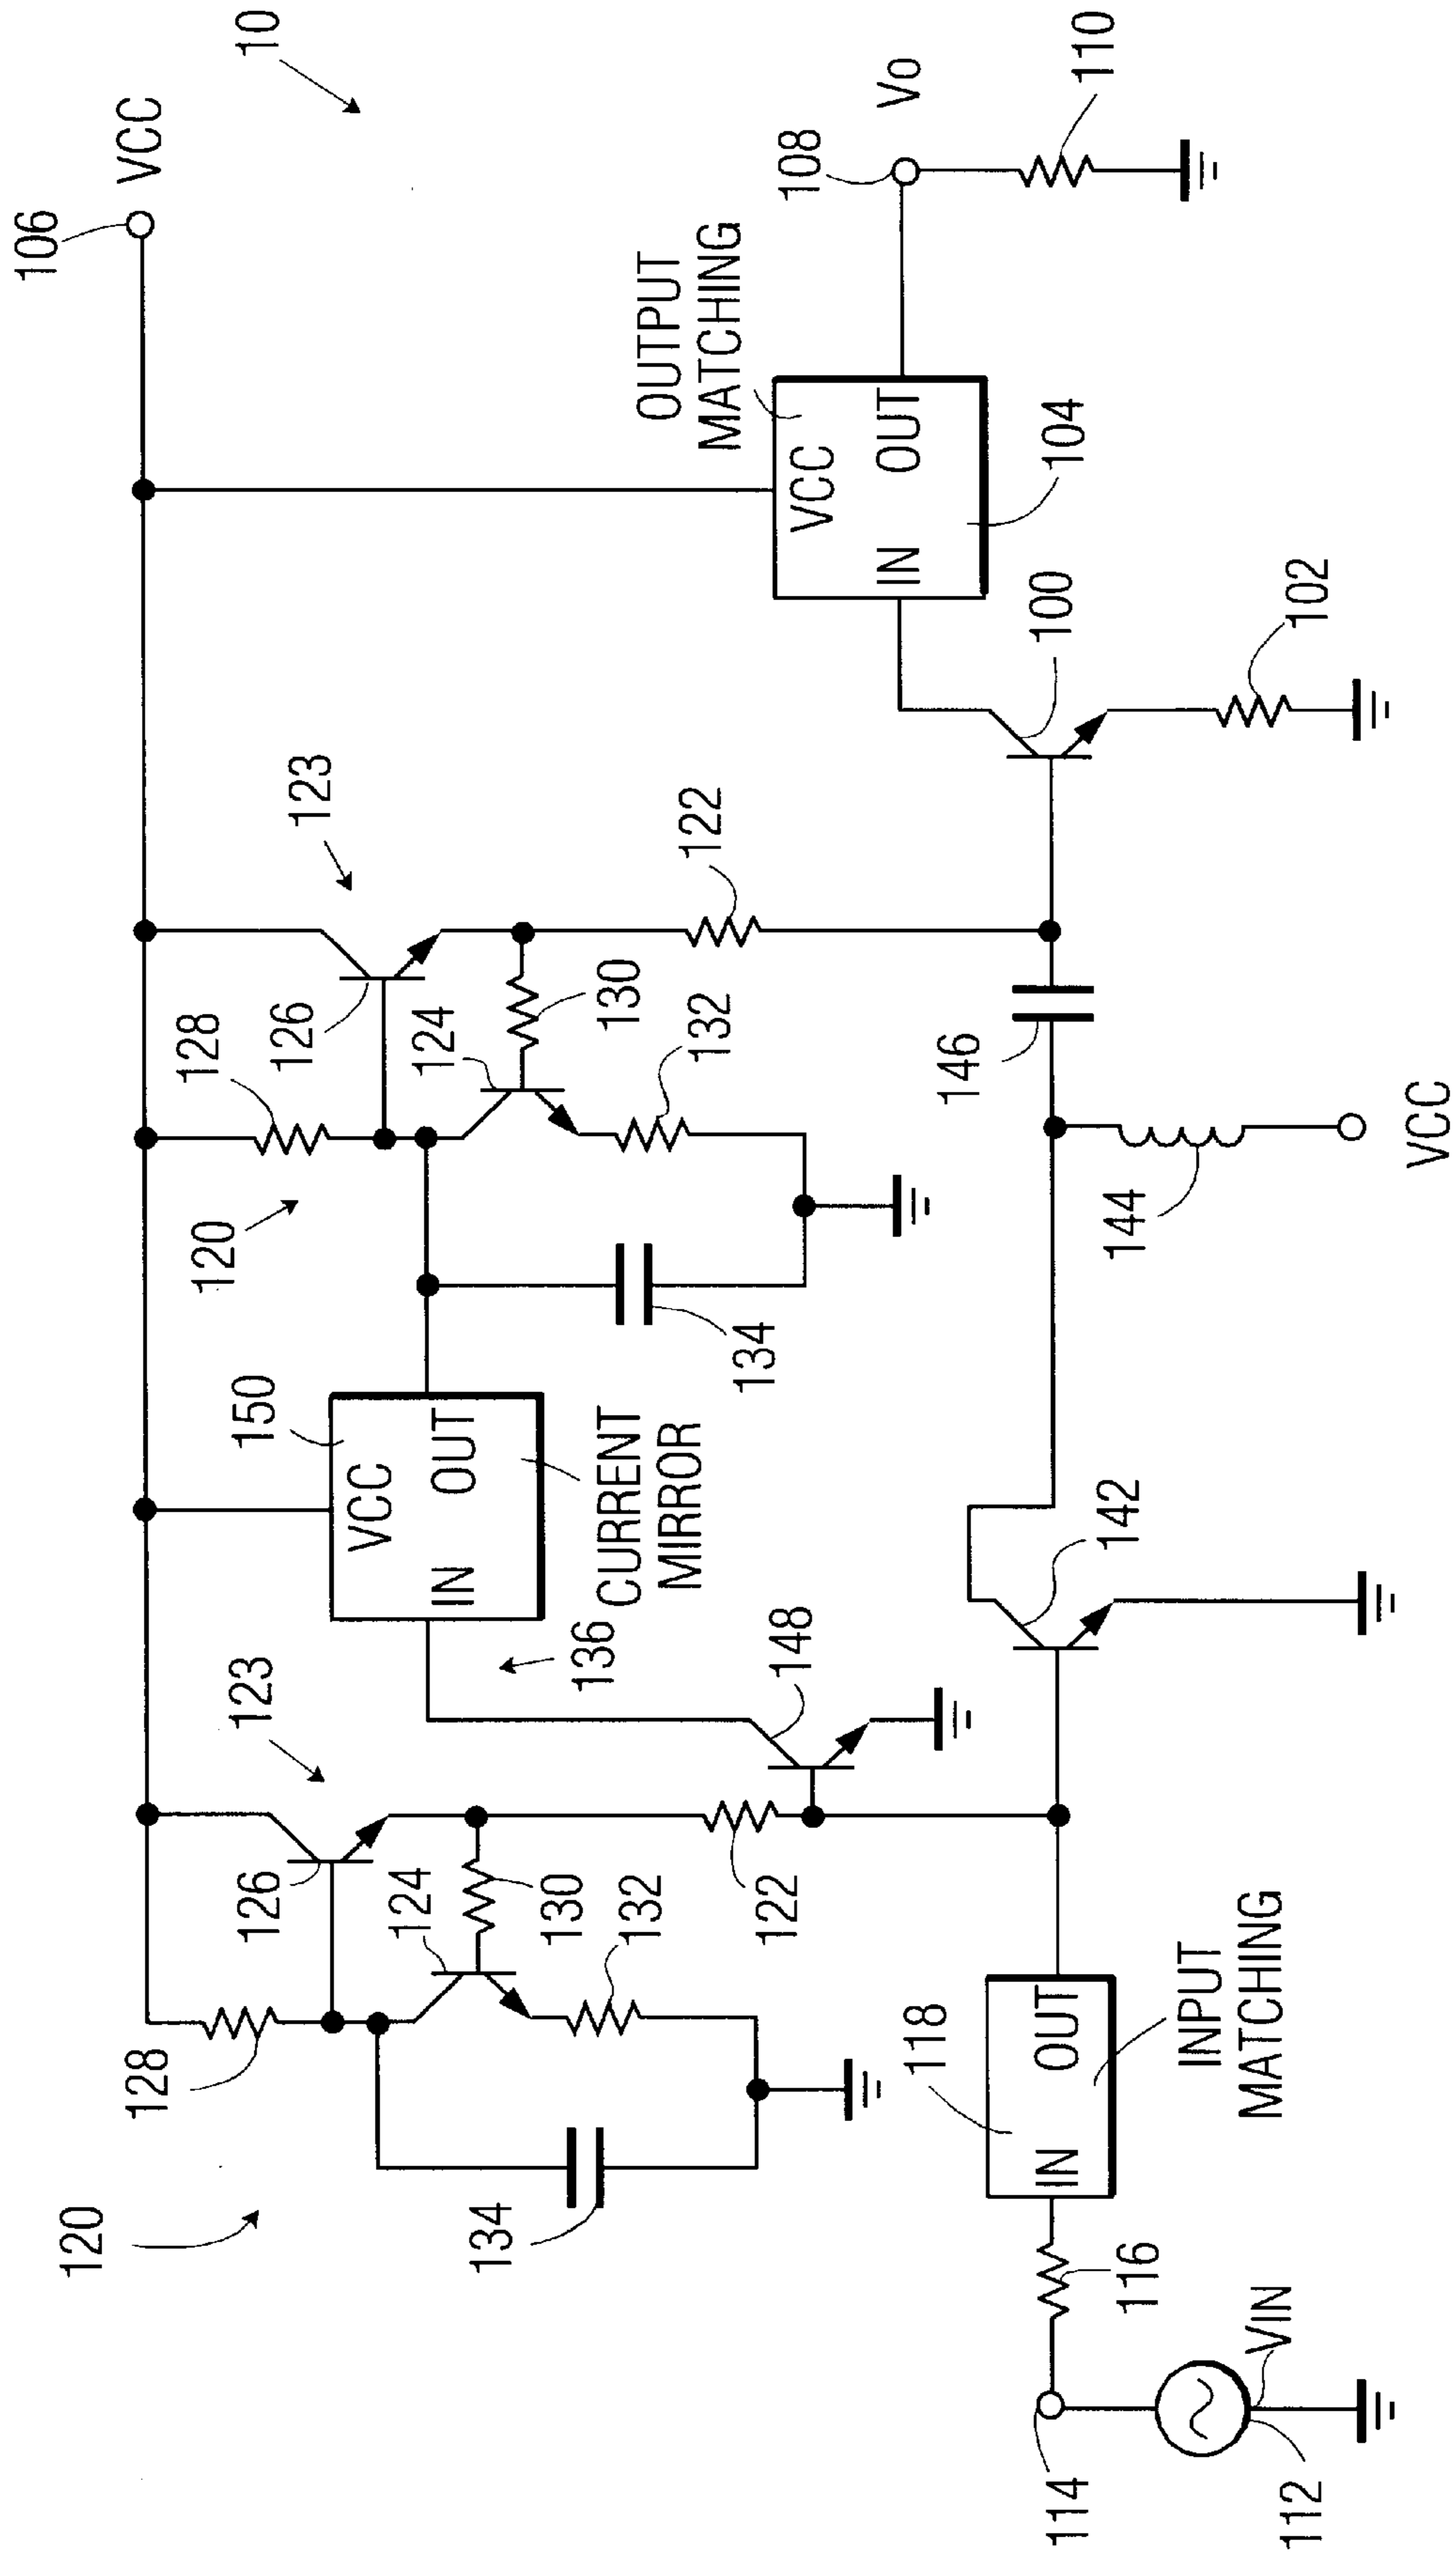 10
106
VCC
108
Vo
110
OUTPUT
MATCHING
VCC
IN
OUT
104
100
102
123
126
128
120
124
130
132
122
134
146
144
VCC
150
VCC
IN
OUT
CURRENT
MIRROR
136
148
142
123
126
128
120
124
130
132
122
134
118
IN
OUT
INPUT
MATCHING
116
114
112
VIN